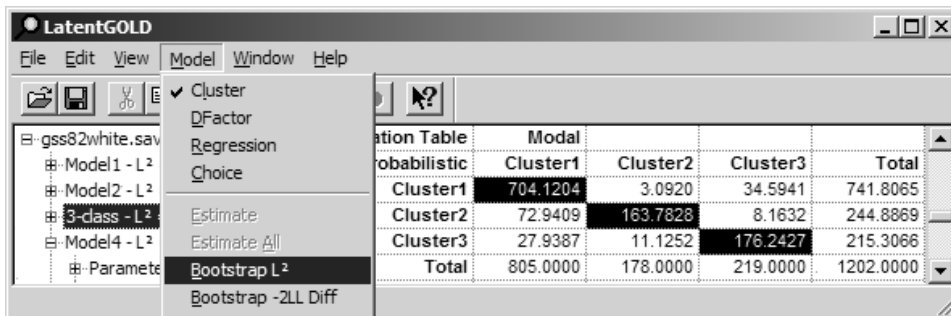 LatentGOLD
File Edit View Model Window Help
Cluster
DFactor
Regression
Choice
Estimate
Estimate All
Bootstrap L²
Bootstrap -2LL Diff
gss82white.sav
Model1 - L²
Model2 - L²
3-class - L² =
Model4 - L²
Paramete
ation Table Modal
robabilistic Cluster1 Cluster2 Cluster3 Total
Cluster1 704.1204 3.0920 34.5941 741.8065
Cluster2 72.9409 163.7828 8.1632 244.8869
Cluster3 27.9387 11.1252 176.2427 215.3066
Total 805.0000 178.0000 219.0000 1202.0000